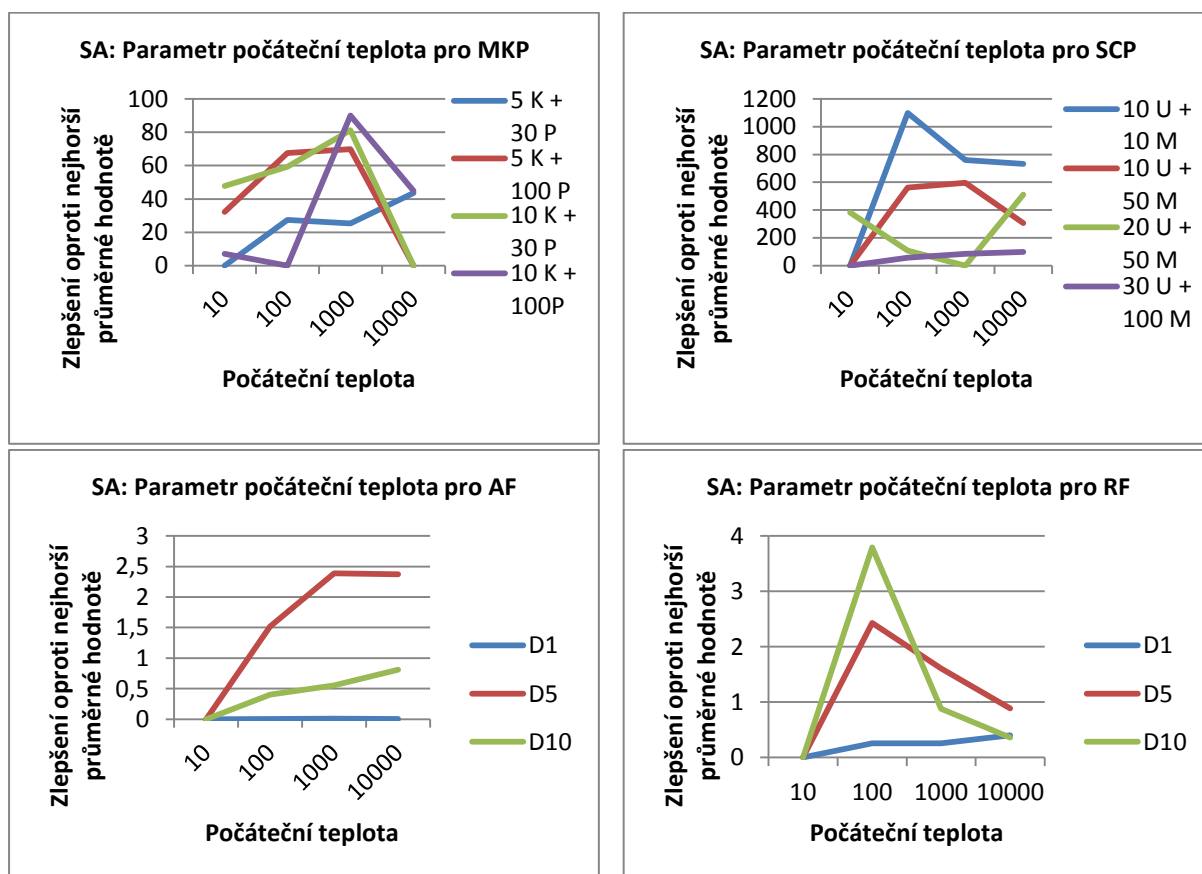 SA: Parametr počáteční teplota pro MKP
Zlepšení oproti nejhorší
průměrné hodnotě
100
80
60
40
20
0
10
100
1000
10000
Počáteční teplota
5 K +
30 P
5 K +
100 P
10 K +
30 P
10 K +
100P
SA: Parametr počáteční teplota pro SCP
Zlepšení oproti nejhorší
průměrné hodnotě
1200
1000
800
600
400
200
0
10
100
1000
10000
Počáteční teplota
10 U +
10 M
10 U +
50 M
20 U +
50 M
30 U +
100 M
SA: Parametr počáteční teplota pro AF
Zlepšení oproti nejhorší
průměrné hodnotě
3
2,5
2
1,5
1
0,5
0
10
100
1000
10000
Počáteční teplota
D1
D5
D10
SA: Parametr počáteční teplota pro RF
Zlepšení oproti nejhorší
průměrné hodnotě
4
3
2
1
0
10 100 1000 10000
Počáteční teplota
D1
D5
D10